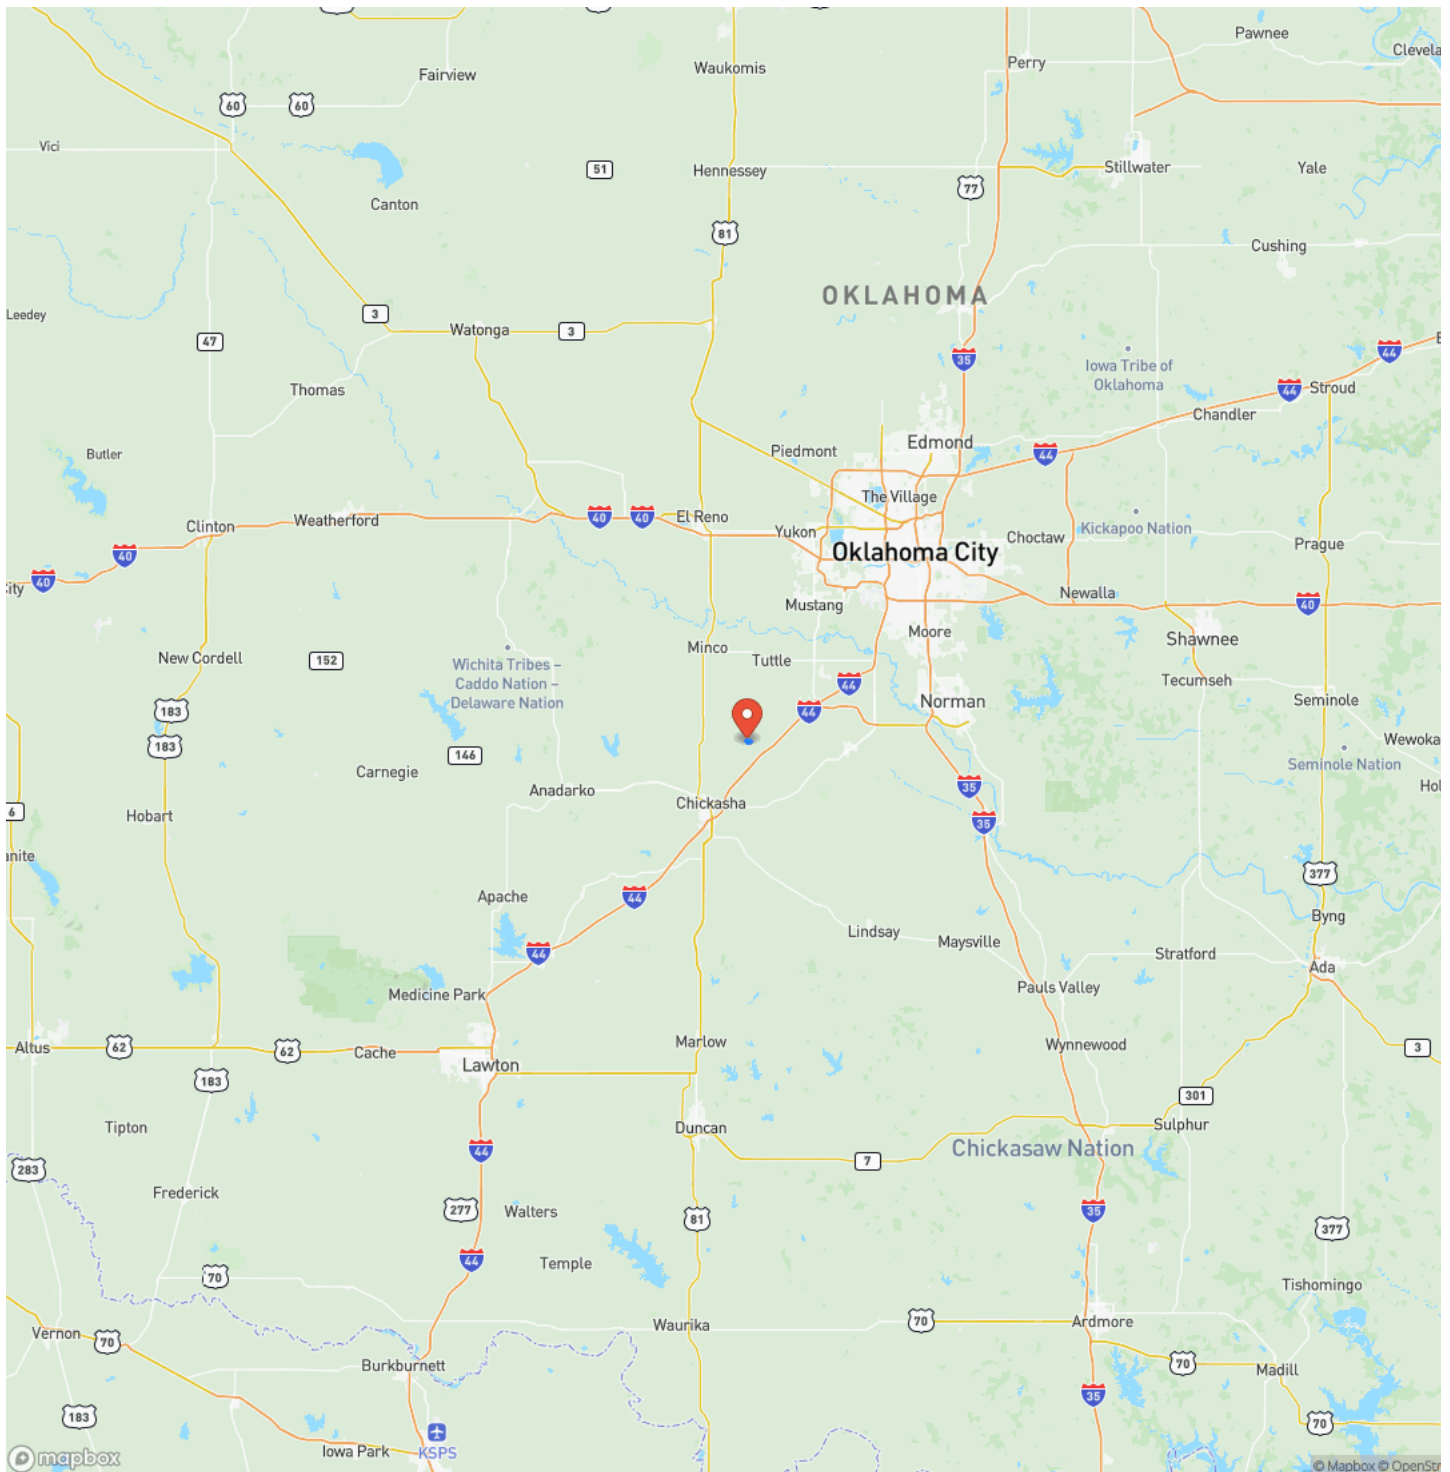 Pawnee
Clevela
Perry
Waukomis
Fairview
60
60
Vici
51
Hennessey
Stillwater
Yale
77
Canton
81
Cushing
OKLAHOMA
Leedey
3
Watonga
3
47
35
44
Iowa Tribe of
Oklahoma
44
Stroud
Thomas
Chandler
Edmond
Piedmont
44
Butler
The Village
Clinton
Weatherford
40
40
El Reno
Yukon
Choctaw
Kickapoo Nation
Prague
Oklahoma City
40
40
City
Mustang
Newalla
40
Moore
Shawnee
Minco
Tuttle
New Cordell
152
Wichita Tribes –
Caddo Nation –
Delaware Nation
44
Tecumseh
Norman
Seminole
183
44
183
146
Wewoka
Seminole Nation
Carnegie
Anadarko
35
Hol
Chickasha
6
Hobart
35
anite
377
Apache
44
Byng
Lindsay
Maysville
44
Stratford
Ada
Medicine Park
Pauls Valley
Altus
62
62
Cache
Marlow
Wynnewood
3
Lawton
183
301
Tipton
Duncan
Sulphur
44
Chickasaw Nation
7
283
Frederick
277
Walters
81
35
377
44
Temple
70
Tishomingo
Vernon
70
Waurika
70
Ardmore
Burkburnett
70
Madill
35
183
70
KSPS
Iowa Park
mapbox
© Mapbox © OpenStr